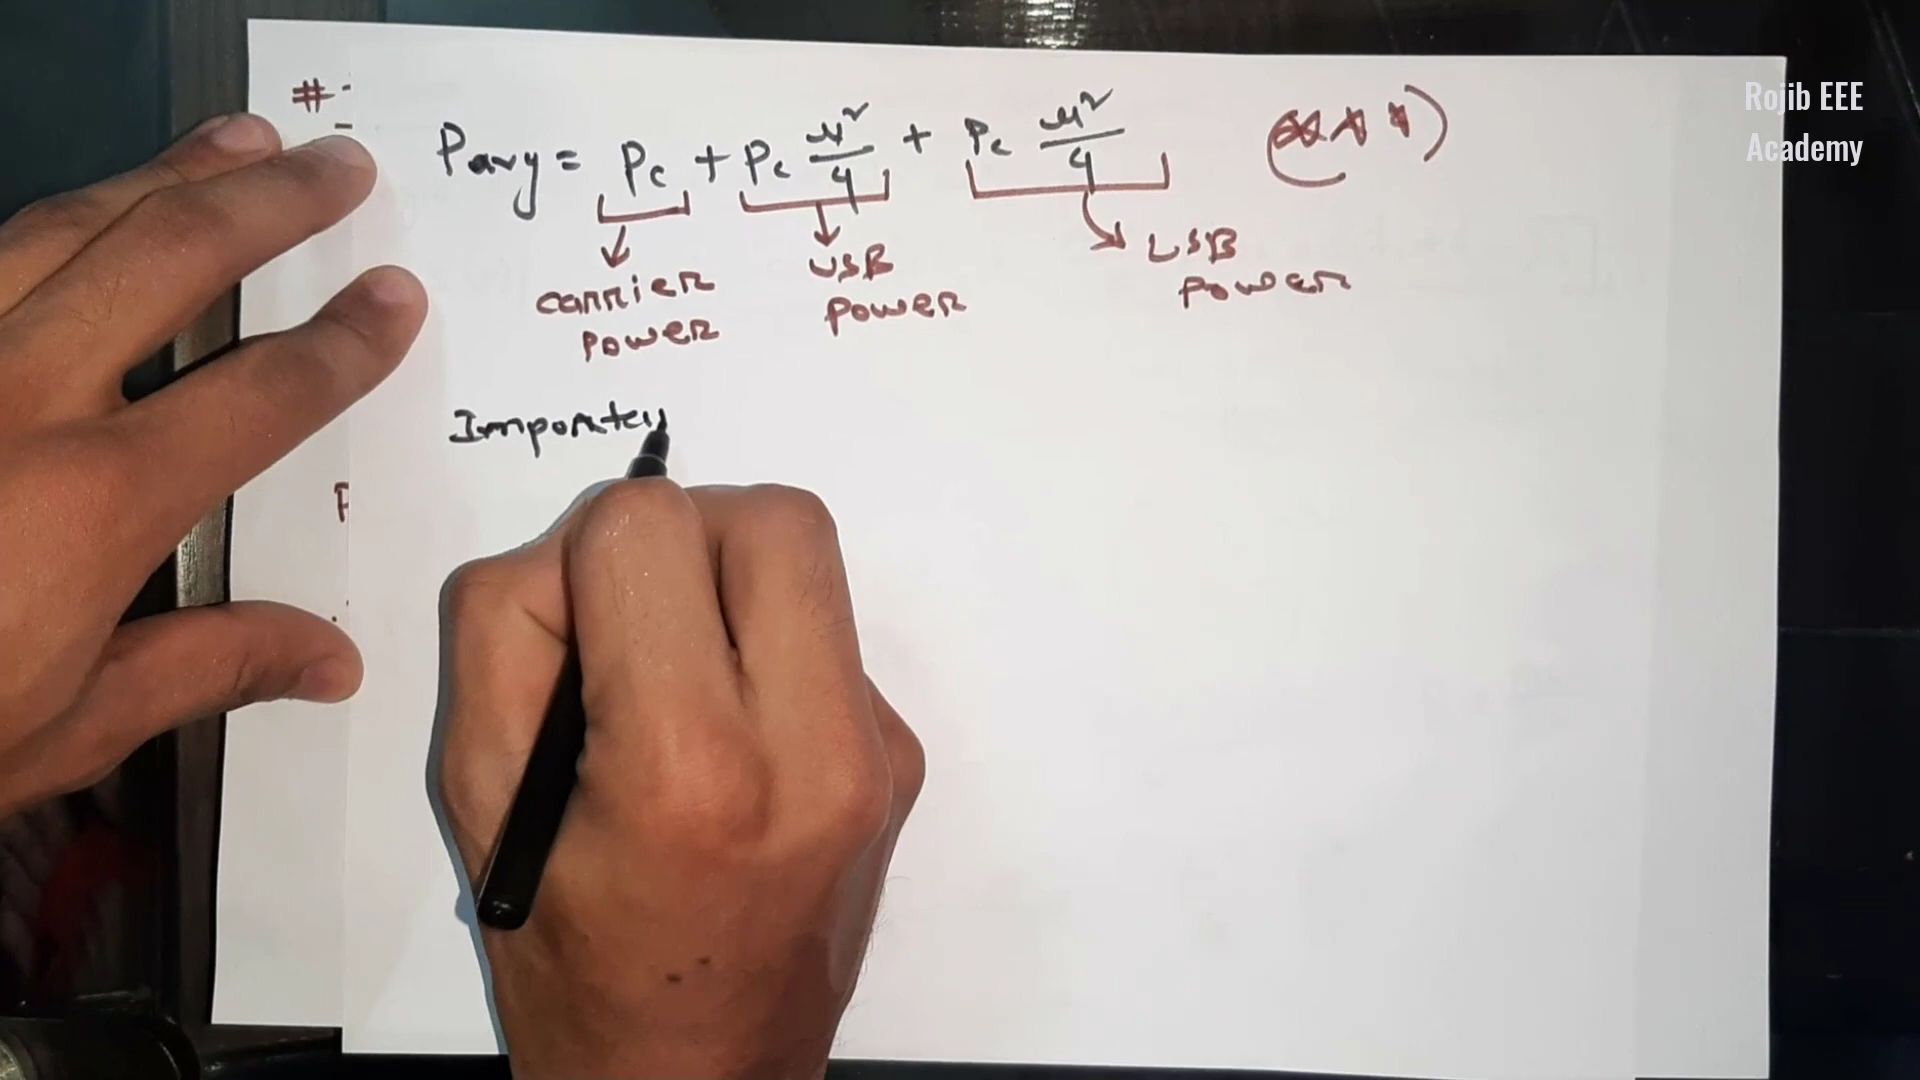 #
Pavg = Pc + Pc μ²/4 + Pc μ²/4 (***)
carrier power
USB power
LSB power
Importen
Rojib EEE
Academy